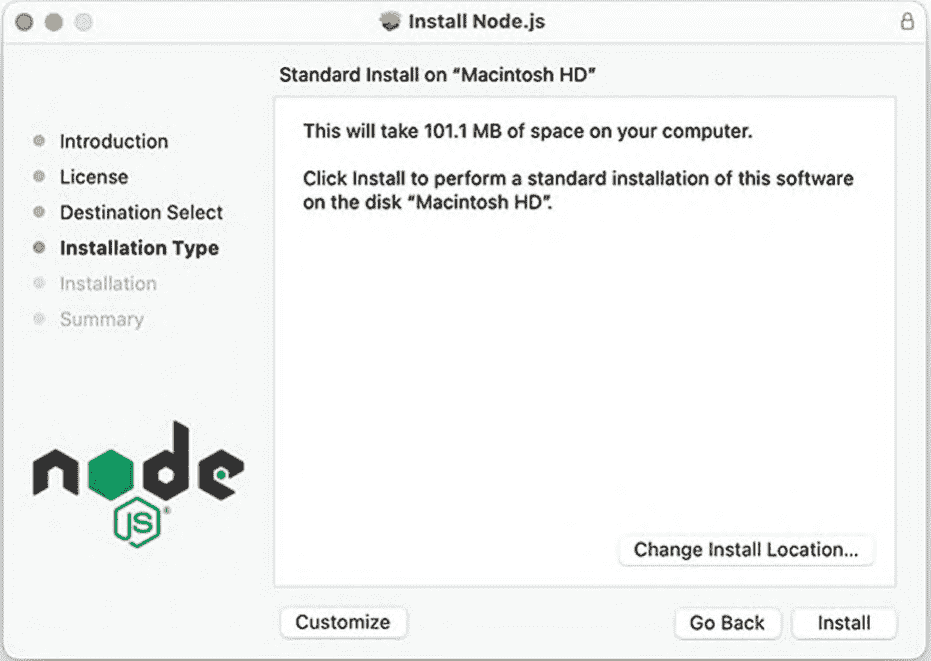 Install Node.js
Standard Install on “Macintosh HD”
Introduction
License
Destination Select
Installation Type
Installation
Summary
This will take 101.1 MB of space on your computer.
Click Install to perform a standard installation of this software
on the disk “Macintosh HD”.
node
JS®
Change Install Location...
Customize
Go Back
Install